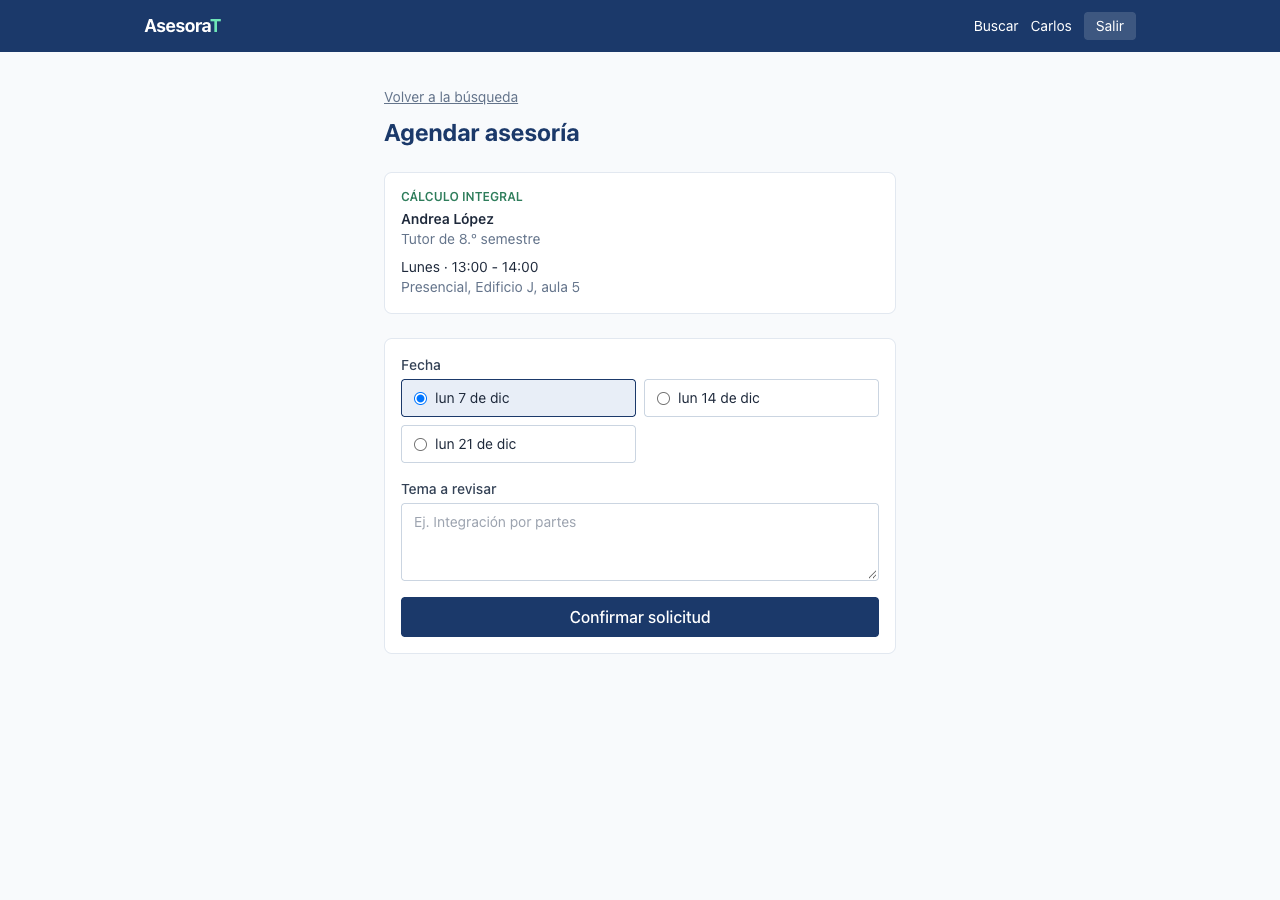 AsesoraT
Buscar Carlos Salir
Volver a la búsqueda
Agendar asesoría
CÁLCULO INTEGRAL
Andrea López
Tutor de 8.º semestre
Lunes · 13:00 - 14:00
Presencial, Edificio J, aula 5
Fecha
lun 7 de dic
lun 14 de dic
lun 21 de dic
Tema a revisar
Ej. Integración por partes
Confirmar solicitud